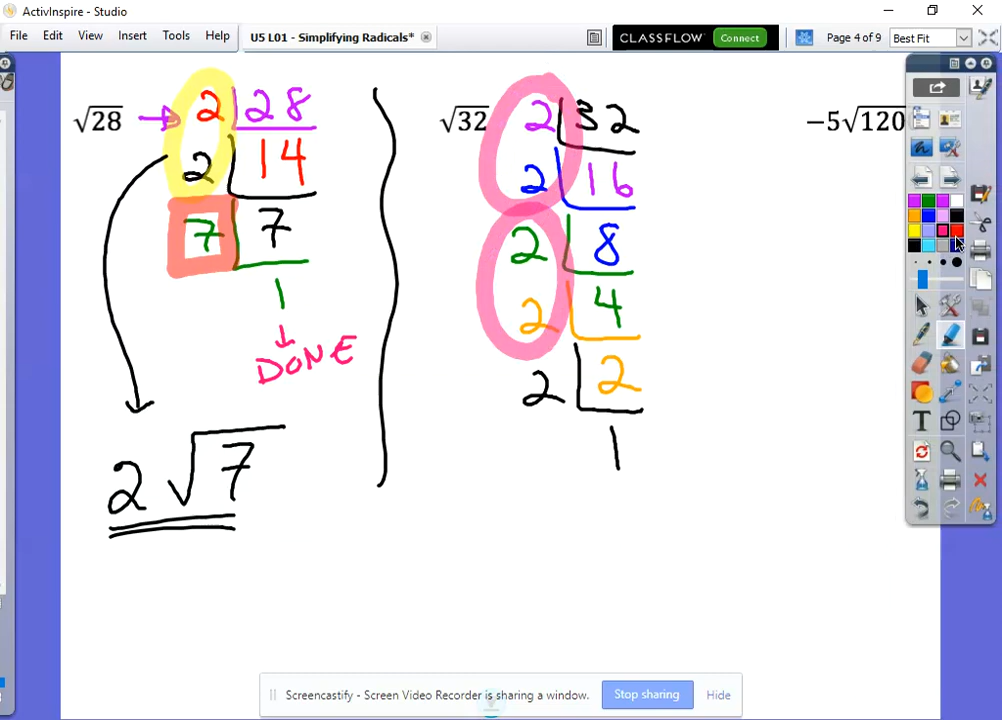 ActivInspire - Studio
File Edit View Insert Tools Help
U5 L01 - Simplifying Radicals*
CLASSFLOW Connect
Page 4 of 9
Best Fit
√28 → 2 28
2 14
7 7
1
↓
DONE
2√7
√32 2 32
2 16
2 8
2 4
2 2
1
−5√120
T
Screencastify - Screen Video Recorder is sharing a window.
Stop sharing
Hide